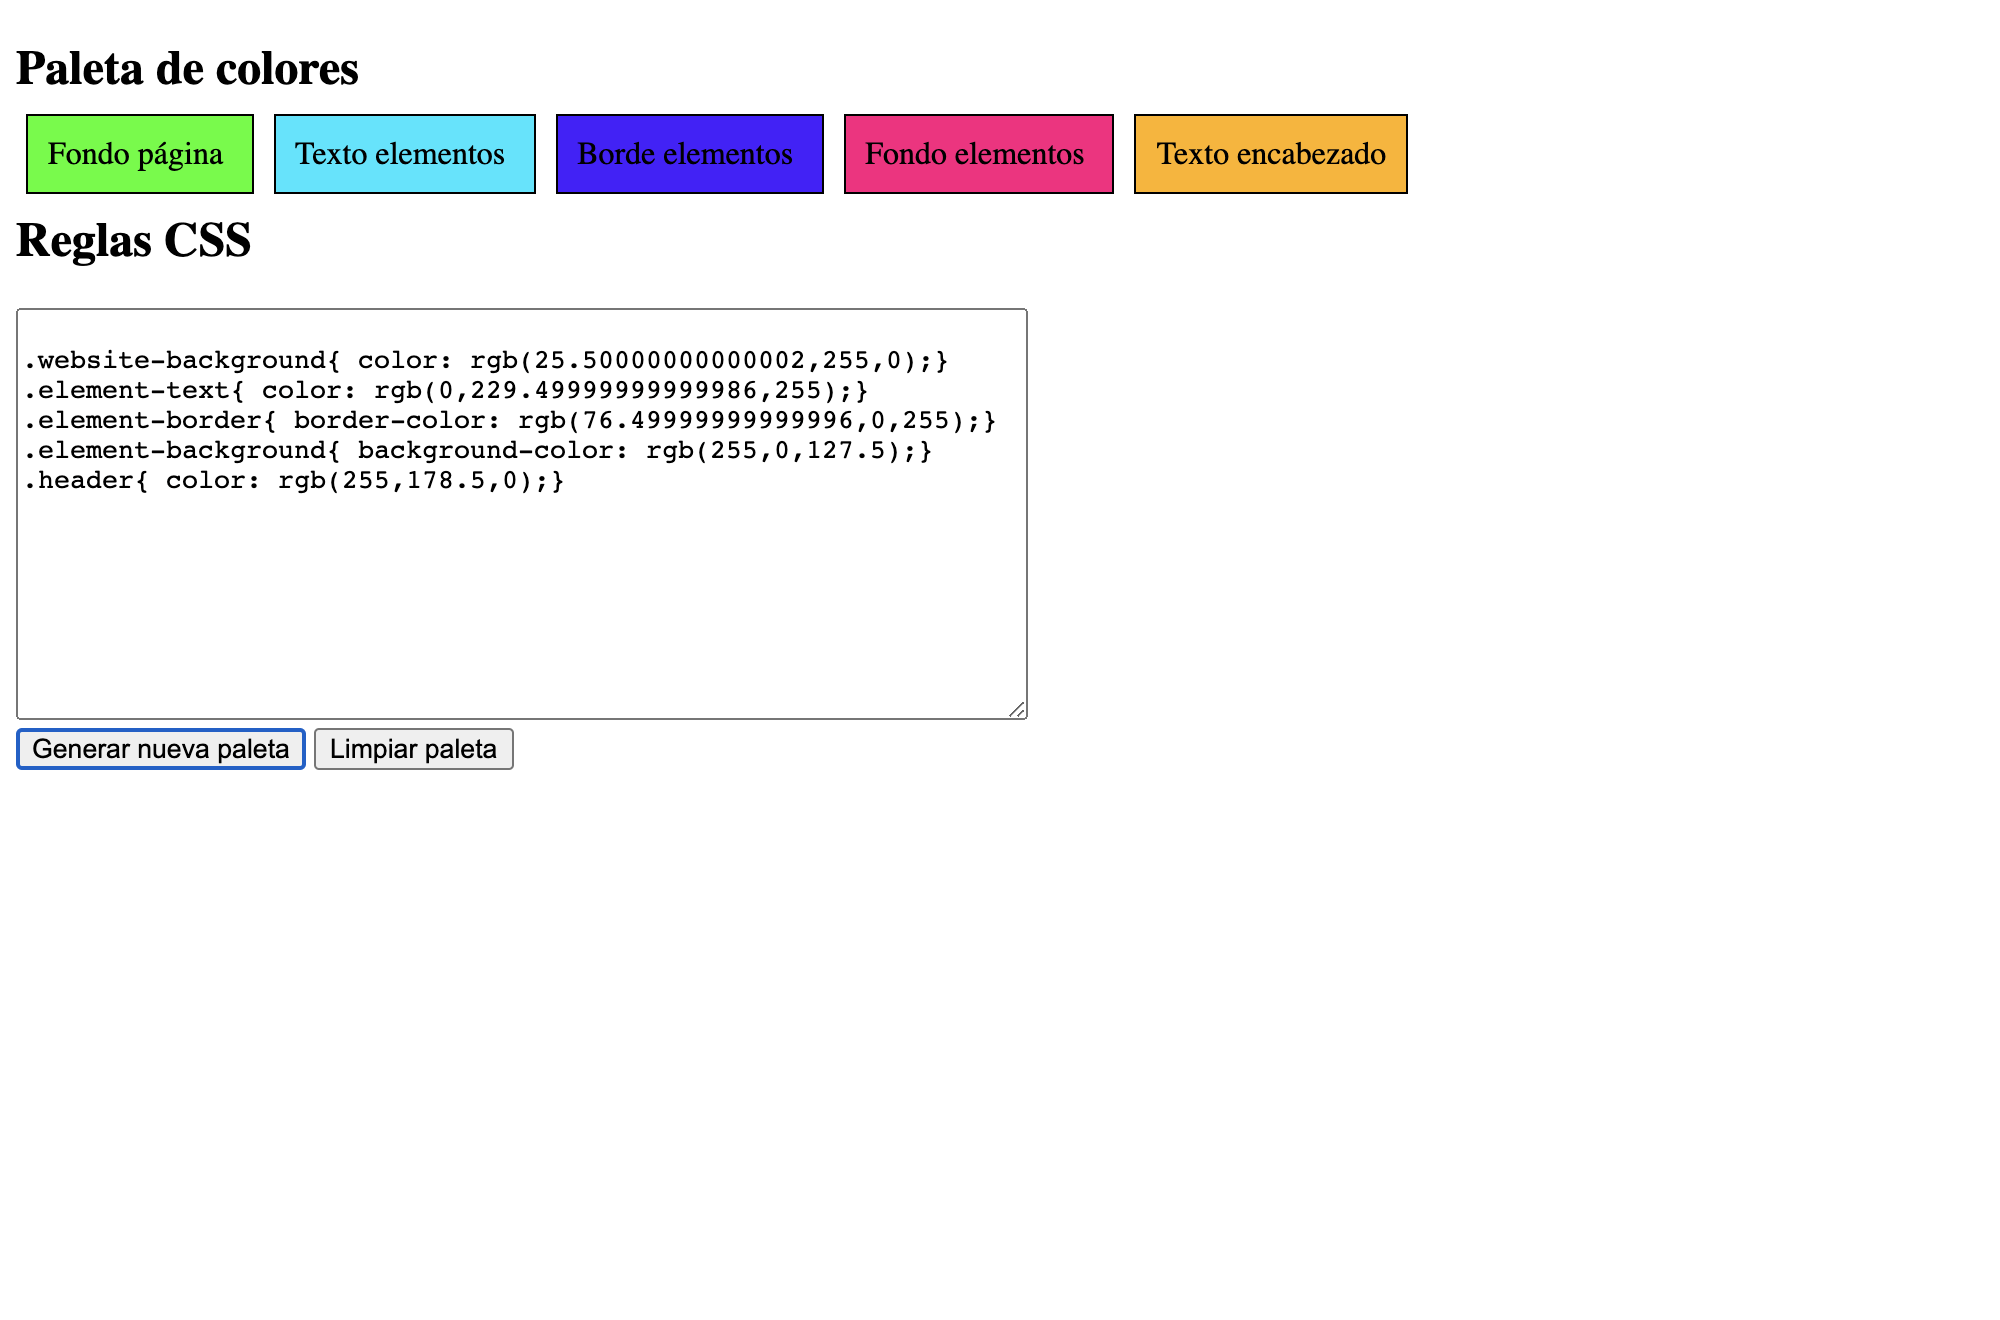 Paleta de colores
Fondo página Texto elementos Borde elementos Fondo elementos Texto encabezado
Reglas CSS
.website-background{ color: rgb(25.50000000000002,255,0);}
.element-text{ color: rgb(0,229.49999999999986,255);}
.element-border{ border-color: rgb(76.49999999999996,0,255);}
.element-background{ background-color: rgb(255,0,127.5);}
.header{ color: rgb(255,178.5,0);}
Generar nueva paleta Limpiar paleta